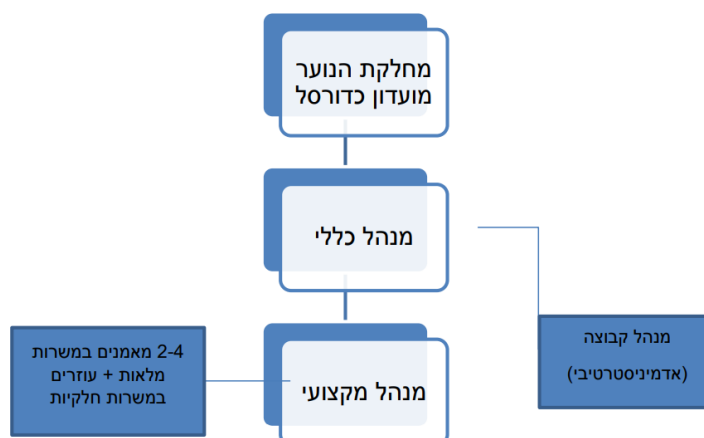 מחלקת הנוער
מועדון כדורסל
מנהל כללי
מנהל קבוצה
(אדמיניסטרטיבי)
2-4 מאמנים במשרות
מלאות + עוזרים
במשרות חלקיות
מנהל מקצועי